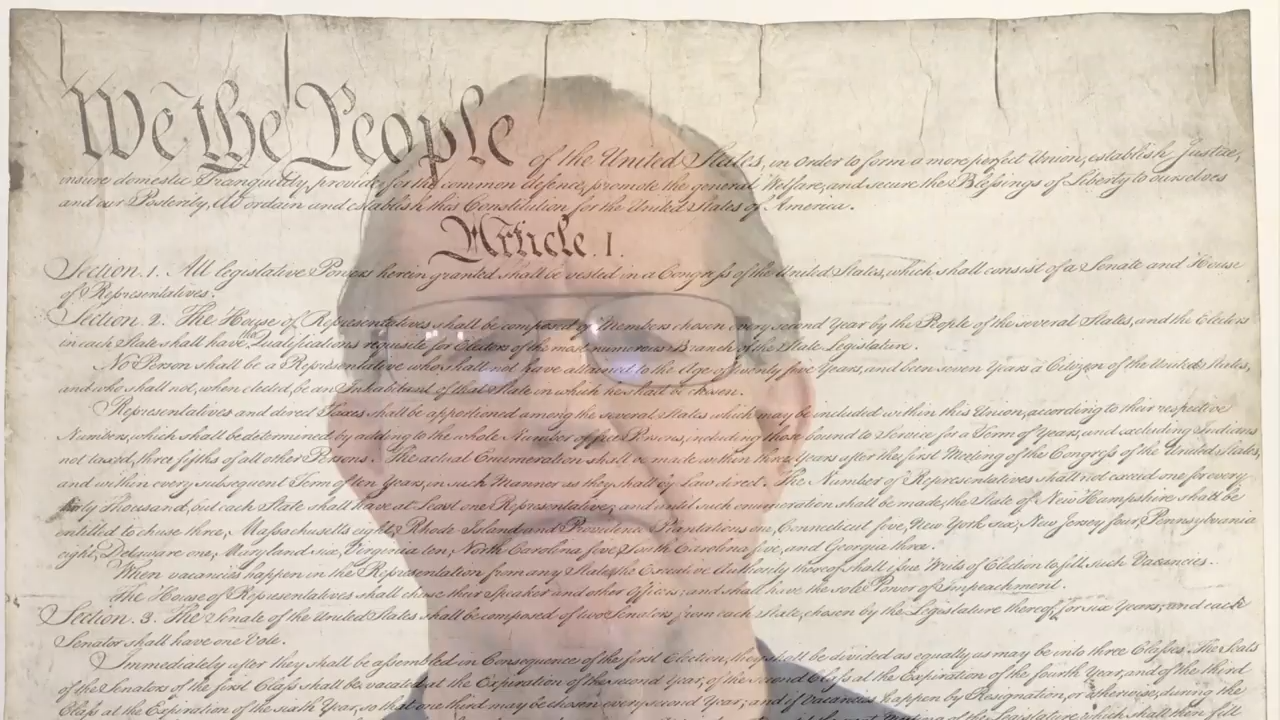 We the People of the United States, in Order to form a more perfect Union, establish Justice,
insure domestic Tranquility, provide for the common defence, promote the general Welfare, and secure the Blessings of Liberty to ourselves
and our Posterity, do ordain and establish this Constitution for the United States of America.
Article. I.
Section. 1. All legislative Powers herein granted shall be vested in a Congress of the United States, which shall consist of a Senate and House
of Representatives.
Section. 2. The House of Representatives shall be composed of Members chosen every second Year by the People of the several States, and the Electors
in each State shall have Qualifications requisite for Electors of the most numerous Branch of the State Legislature.
No Person shall be a Representative who shall not have attained to the Age of twenty five Years, and been seven Years a Citizen of the United States,
and who shall not, when elected, be an Inhabitant of that State in which he shall be chosen.
Representatives and direct Taxes shall be apportioned among the several States which may be included within this Union, according to their respective
Numbers, which shall be determined by adding to the whole Number of free Persons, including those bound to Service for a Term of Years, and excluding Indians
not taxed, three fifths of all other Persons. The actual Enumeration shall be made within three Years after the first Meeting of the Congress of the United States,
and within every subsequent Term of ten Years, in such Manner as they shall by Law direct. The Number of Representatives shall not exceed one for every
thirty Thousand, but each State shall have at Least one Representative; and until such enumeration shall be made, the State of New Hampshire shall be
entitled to chuse three, Massachusetts eight, Rhode Island and Providence Plantations one, Connecticut five, New York six, New Jersey four, Pennsylvania
eight, Delaware one, Maryland six, Virginia ten, North Carolina five, South Carolina five, and Georgia three.
When vacancies happen in the Representation from any State, the Executive Authority thereof shall issue Writs of Election to fill such Vacancies.
The House of Representatives shall chuse their Speaker and other Officers; and shall have the sole Power of Impeachment.
Section. 3. The Senate of the United States shall be composed of two Senators from each State, chosen by the Legislature thereof, for six Years; and each
Senator shall have one Vote.
Immediately after they shall be assembled in Consequence of the first Election, they shall be divided as equally as may be into three Classes. The Seats
of the Senators of the first Class shall be vacated at the Expiration of the second Year, of the second Class at the Expiration of the fourth Year, and of the third
Class at the Expiration of the sixth Year, so that one third may be chosen every second Year; and if Vacancies happen by Resignation, or otherwise, during the